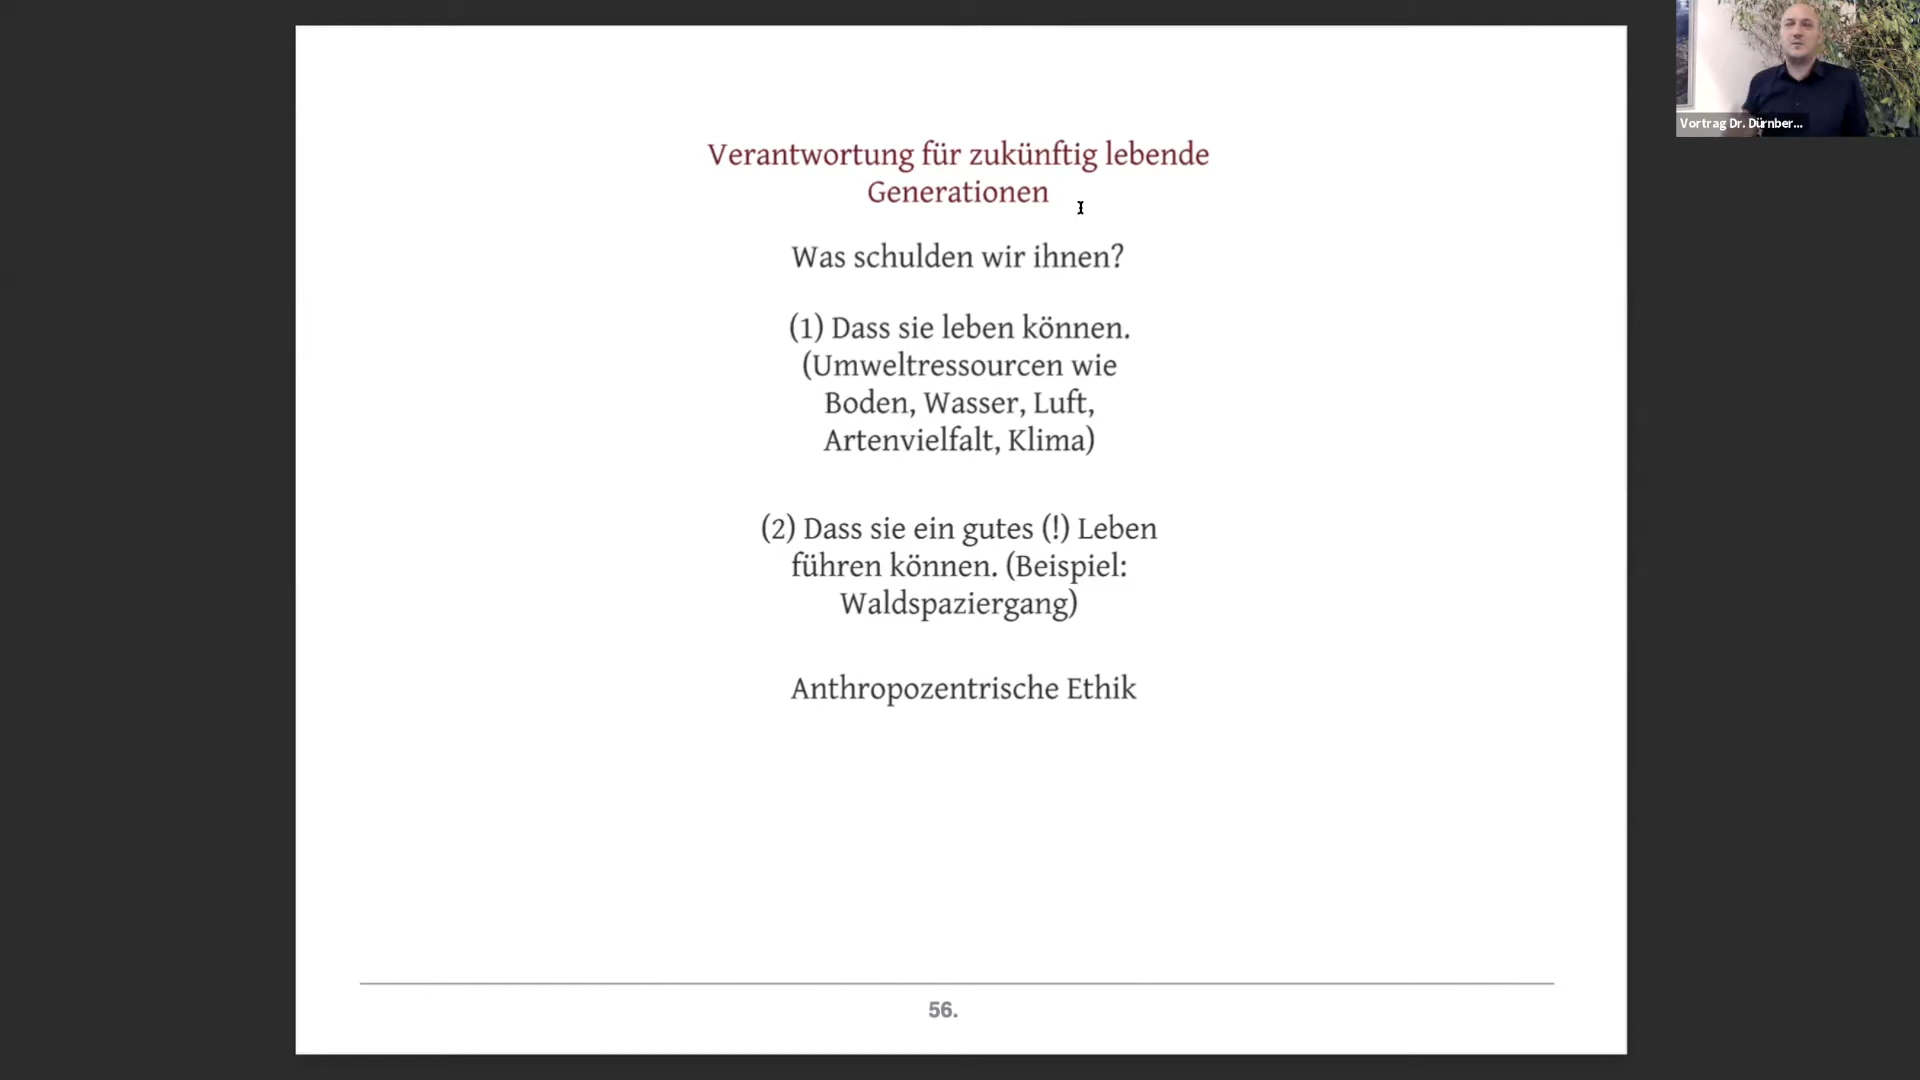 Verantwortung für zukünftig lebende
Generationen
Was schulden wir ihnen?
(1) Dass sie leben können.
(Umweltressourcen wie
Boden, Wasser, Luft,
Artenvielfalt, Klima)
(2) Dass sie ein gutes (!) Leben
führen können. (Beispiel:
Waldspaziergang)
Anthropozentrische Ethik
56.
Vortrag Dr. Dürnber...